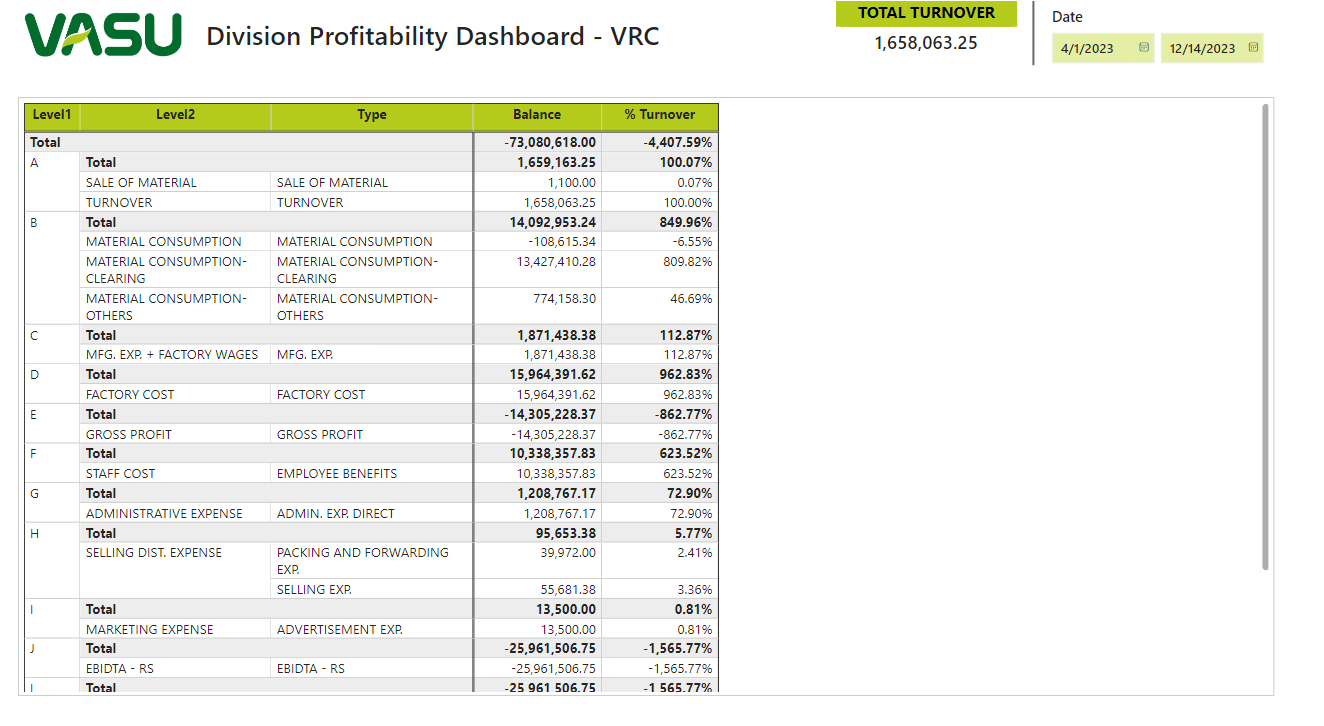 VASU
Division Profitability Dashboard - VRC
TOTAL TURNOVER
1,658,063.25
Date
4/1/2023 12/14/2023
Level1 Level2 Type Balance % Turnover
Total -73,080,618.00 -4,407.59%
A Total 1,659,163.25 100.07%
SALE OF MATERIAL SALE OF MATERIAL 1,100.00 0.07%
TURNOVER TURNOVER 1,658,063.25 100.00%
B Total 14,092,953.24 849.96%
MATERIAL CONSUMPTION MATERIAL CONSUMPTION -108,615.34 -6.55%
MATERIAL CONSUMPTION- MATERIAL CONSUMPTION- 13,427,410.28 809.82%
CLEARING CLEARING
MATERIAL CONSUMPTION- MATERIAL CONSUMPTION- 774,158.30 46.69%
OTHERS OTHERS
C Total 1,871,438.38 112.87%
MFG. EXP. + FACTORY WAGES MFG. EXP. 1,871,438.38 112.87%
D Total 15,964,391.62 962.83%
FACTORY COST FACTORY COST 15,964,391.62 962.83%
E Total -14,305,228.37 -862.77%
GROSS PROFIT GROSS PROFIT -14,305,228.37 -862.77%
F Total 10,338,357.83 623.52%
STAFF COST EMPLOYEE BENEFITS 10,338,357.83 623.52%
G Total 1,208,767.17 72.90%
ADMINISTRATIVE EXPENSE ADMIN. EXP. DIRECT 1,208,767.17 72.90%
H Total 95,653.38 5.77%
SELLING DIST. EXPENSE PACKING AND FORWARDING 39,972.00 2.41%
EXP.
SELLING EXP. 55,681.38 3.36%
I Total 13,500.00 0.81%
MARKETING EXPENSE ADVERTISEMENT EXP. 13,500.00 0.81%
J Total -25,961,506.75 -1,565.77%
EBIDTA - RS EBIDTA - RS -25,961,506.75 -1,565.77%
Total -25,961,506.75 -1,565.77%